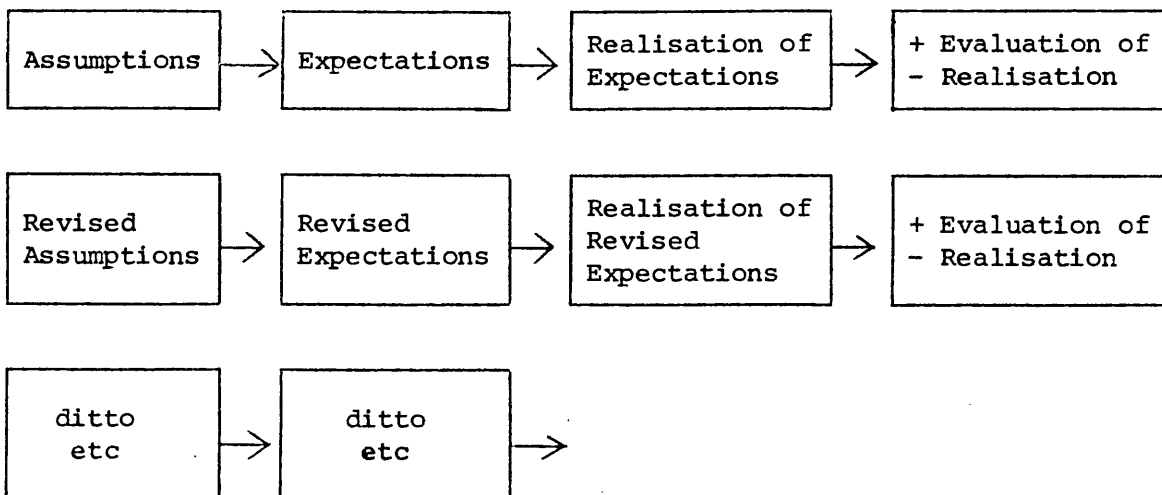 Assumptions
Expectations
Realisation of
Expectations
+ Evaluation of
- Realisation
Revised
Assumptions
Revised
Expectations
Realisation of
Revised
Expectations
+ Evaluation of
- Realisation
ditto
etc
ditto
etc